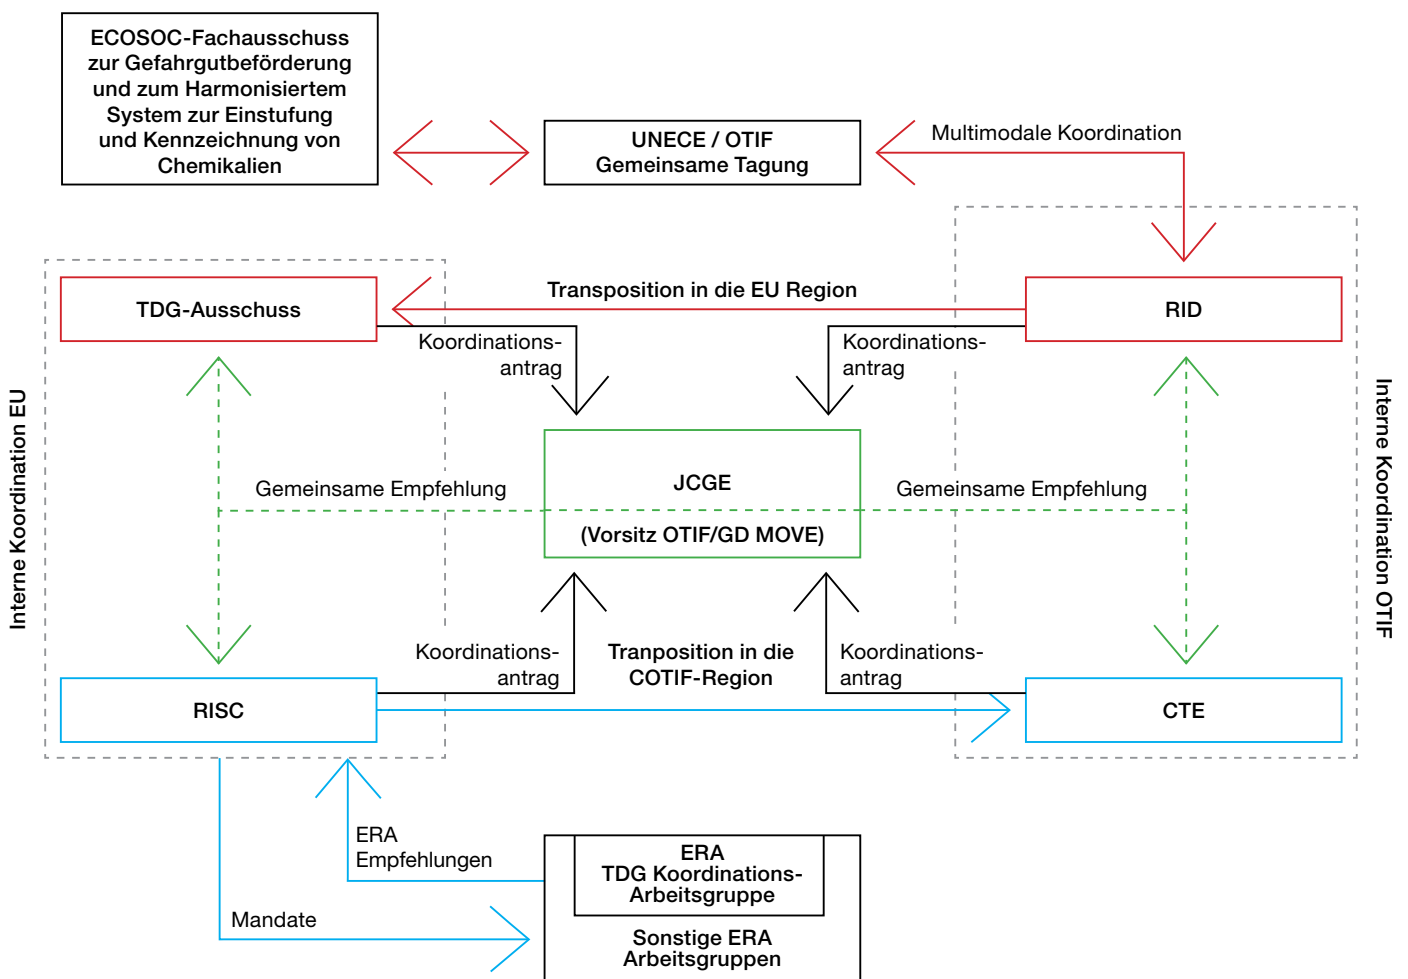 ECOSOC-Fachausschuss
zur Gefahrgutbeförderung
und zum Harmonisiertem
System zur Einstufung
und Kennzeichnung von
Chemikalien
UNECE / OTIF
Gemeinsame Tagung
Multimodale Koordination
TDG-Ausschuss
Transposition in die EU Region
RID
Koordinations-
antrag
Koordinations-
antrag
Interne Koordination EU
Interne Koordination OTIF
Gemeinsame Empfehlung
JCGE
(Vorsitz OTIF/GD MOVE)
Gemeinsame Empfehlung
Koordinations-
antrag
Tranposition in die
COTIF-Region
Koordinations-
antrag
RISC
CTE
ERA
Empfehlungen
Mandate
ERA
TDG Koordinations-
Arbeitsgruppe
Sonstige ERA
Arbeitsgruppen